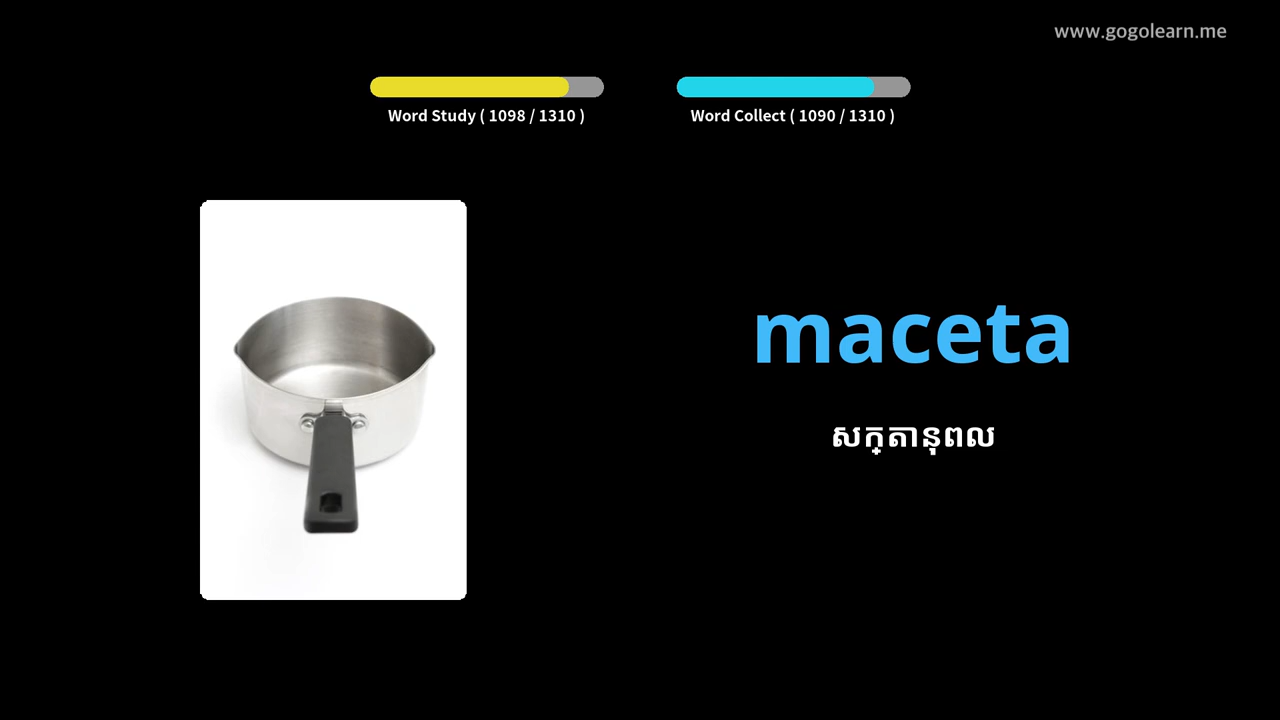 www.gogolearn.me
Word Study ( 1098 / 1310 )
Word Collect ( 1090 / 1310 )
maceta
សក្តានុពល